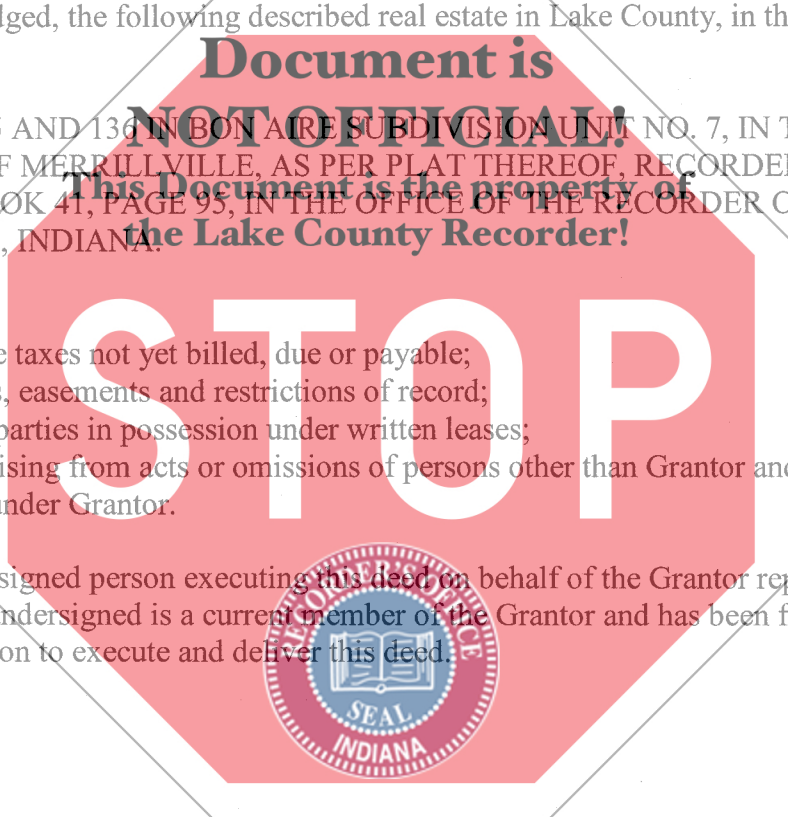 dged, the following described real estate in Lake County, in th
Document is
NOT OFFICIAL!
AND 136 IN BON AIRE SUBDIVISION UNIT NO. 7, IN T
F MERRILLVILLE, AS PER PLAT THEREOF, RECORDE
This Document is the property of
OK 41, PAGE 95, IN THE OFFICE OF THE RECORDER O
the Lake County Recorder!
, INDIANA.
STOP
e taxes not yet billed, due or payable;
s, easements and restrictions of record;
parties in possession under written leases;
ising from acts or omissions of persons other than Grantor and
under Grantor.
signed person executing this deed on behalf of the Grantor rep
ndersigned is a current member of the Grantor and has been f
on to execute and deliver this deed.
RECORDER'S OFFICE
SEAL
INDIANA